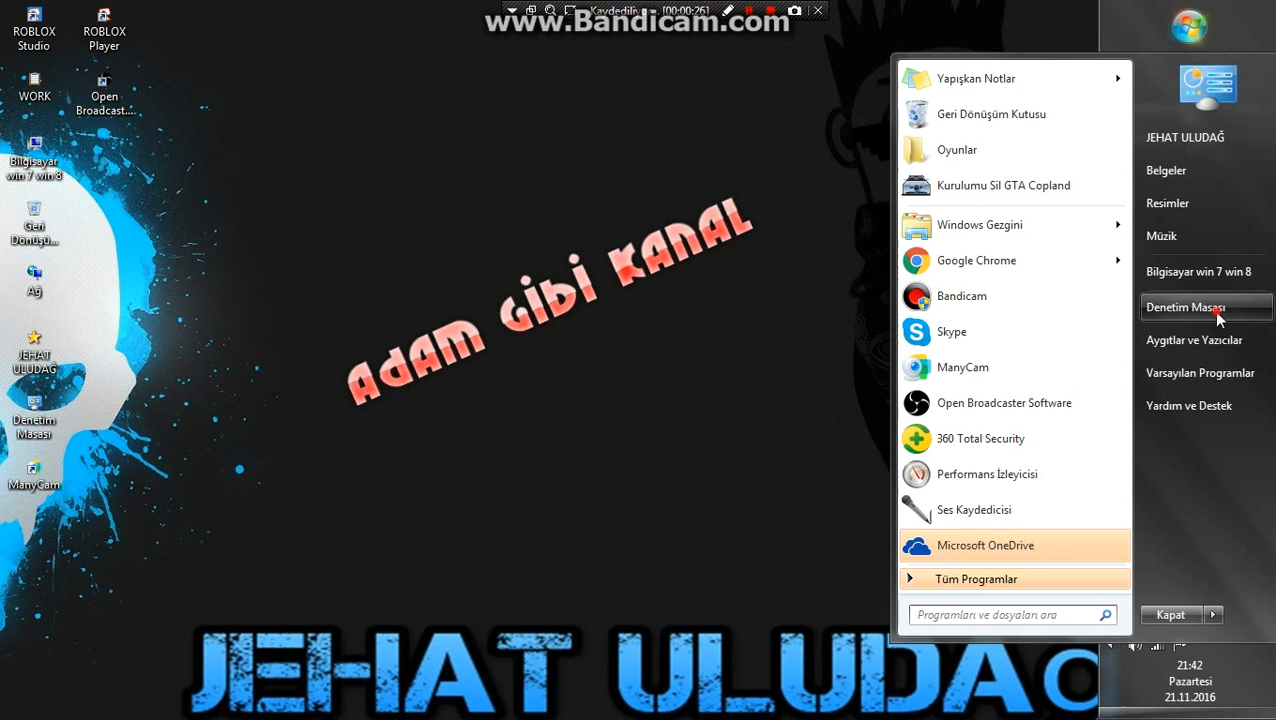 Kaydediliyor [00:00:26]
www.Bandicam.com
ROBLOX
Studio
ROBLOX
Player
WORK
Open
Broadcast....
Bilgisayar
win 7 win 8
Geri
Dönüşü...
Ağ
JEHAT
ULUDAĞ
Denetim
Masası
ManyCam
ADAM GİBİ KANAL
JEHAT ULUDAĞ
Yapışkan Notlar
Geri Dönüşüm Kutusu
Oyunlar
Kurulumu Sil GTA Copland
Windows Gezgini
Google Chrome
Bandicam
Skype
ManyCam
Open Broadcaster Software
360 Total Security
Performans İzleyicisi
Ses Kaydedicisi
Microsoft OneDrive
Tüm Programlar
Programları ve dosyaları ara
JEHAT ULUDAĞ
Belgeler
Resimler
Müzik
Bilgisayar win 7 win 8
Denetim Masası
Aygıtlar ve Yazıcılar
Varsayılan Programlar
Yardım ve Destek
Kapat
21:42
Pazartesi
21.11.2016